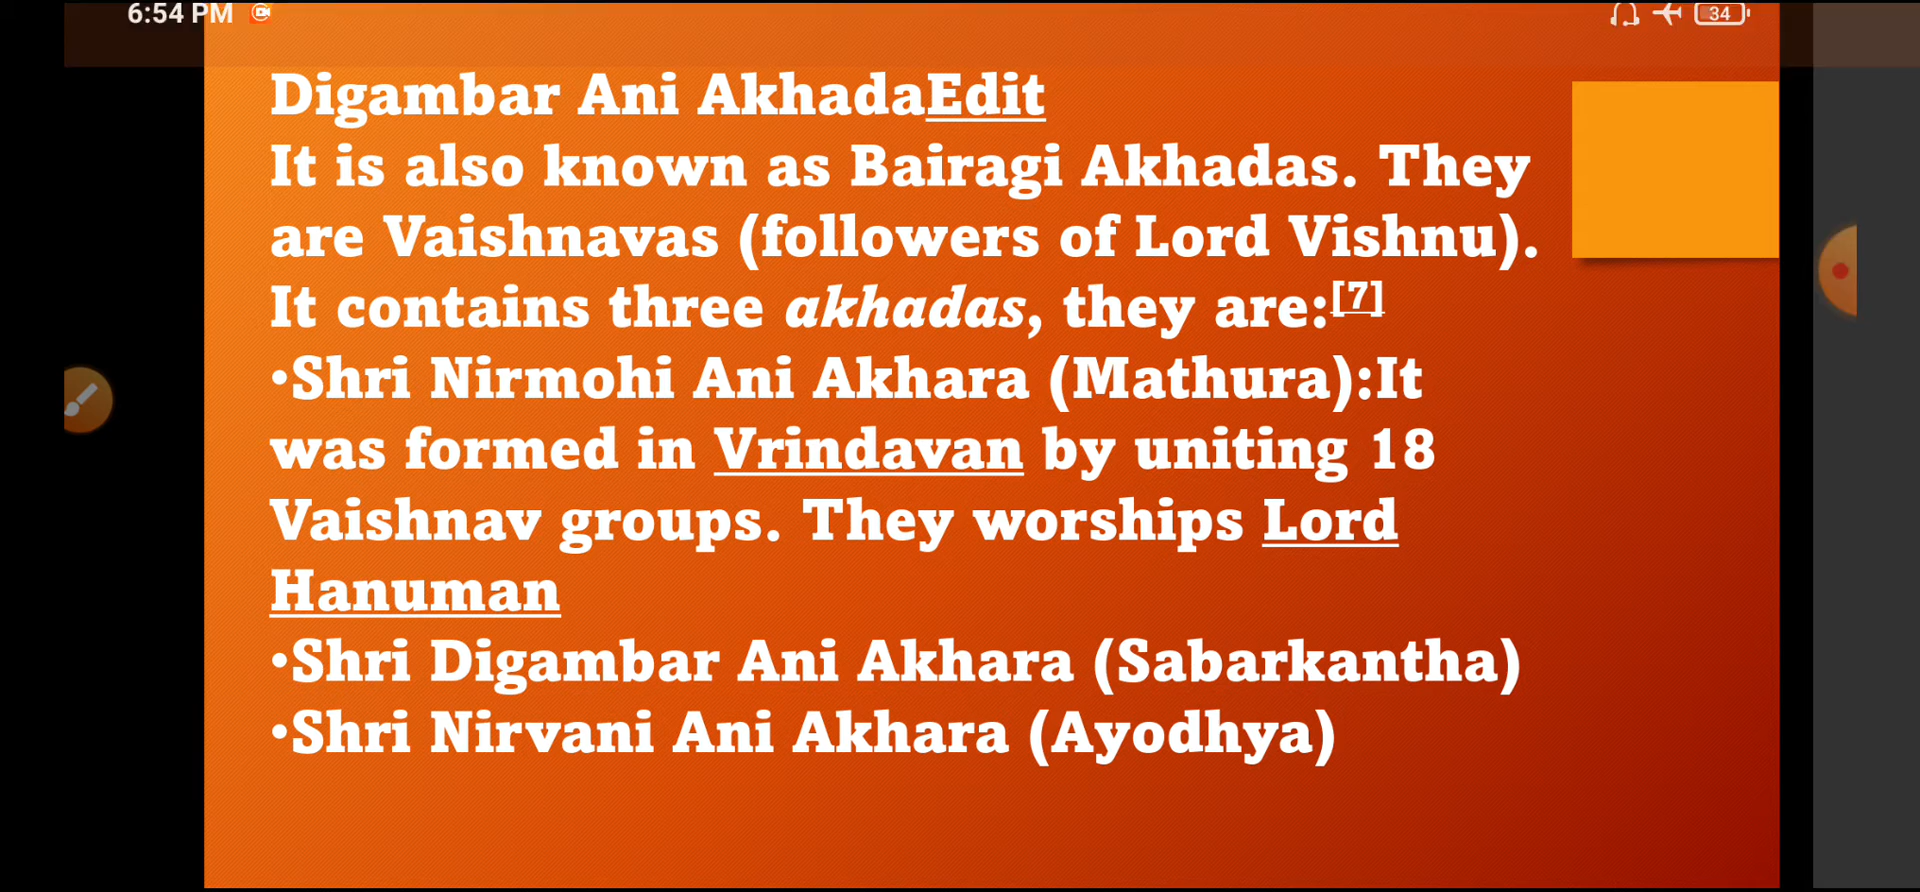 6:54 PM
34
Digambar Ani AkhadaEdit
It is also known as Bairagi Akhadas. They
are Vaishnavas (followers of Lord Vishnu).
It contains three akhadas, they are:[7]
•Shri Nirmohi Ani Akhara (Mathura):It
was formed in Vrindavan by uniting 18
Vaishnav groups. They worships Lord
Hanuman
•Shri Digambar Ani Akhara (Sabarkantha)
•Shri Nirvani Ani Akhara (Ayodhya)